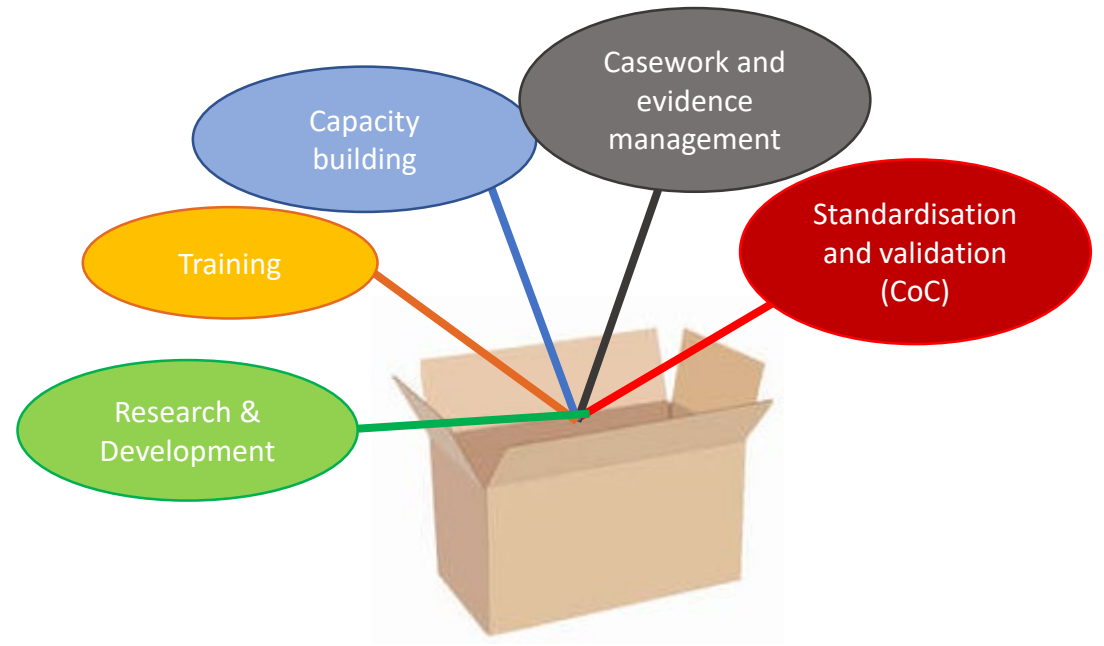 Casework and
evidence
management
Capacity
building
Standardisation
and validation
(CoC)
Training
Research &
Development